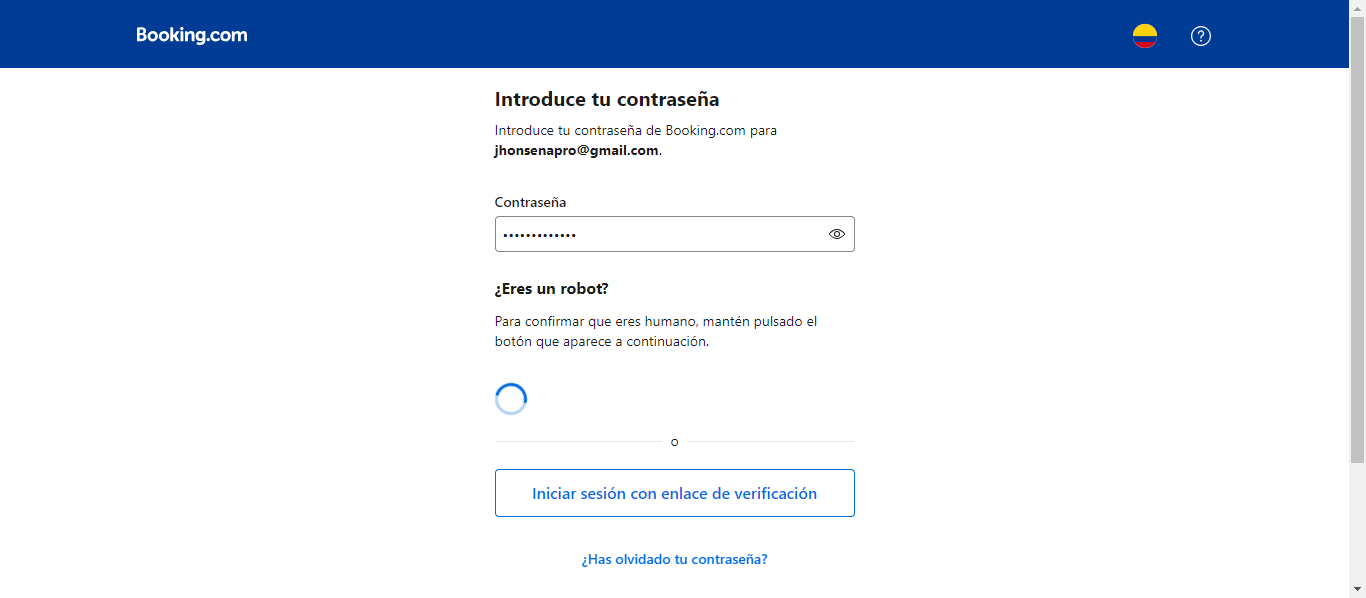 Booking.com
Introduce tu contraseña
Introduce tu contraseña de Booking.com para
jhonsenapro@gmail.com.
Contraseña
•••••••••••••
¿Eres un robot?
Para confirmar que eres humano, mantén pulsado el
botón que aparece a continuación.
o
Iniciar sesión con enlace de verificación
¿Has olvidado tu contraseña?